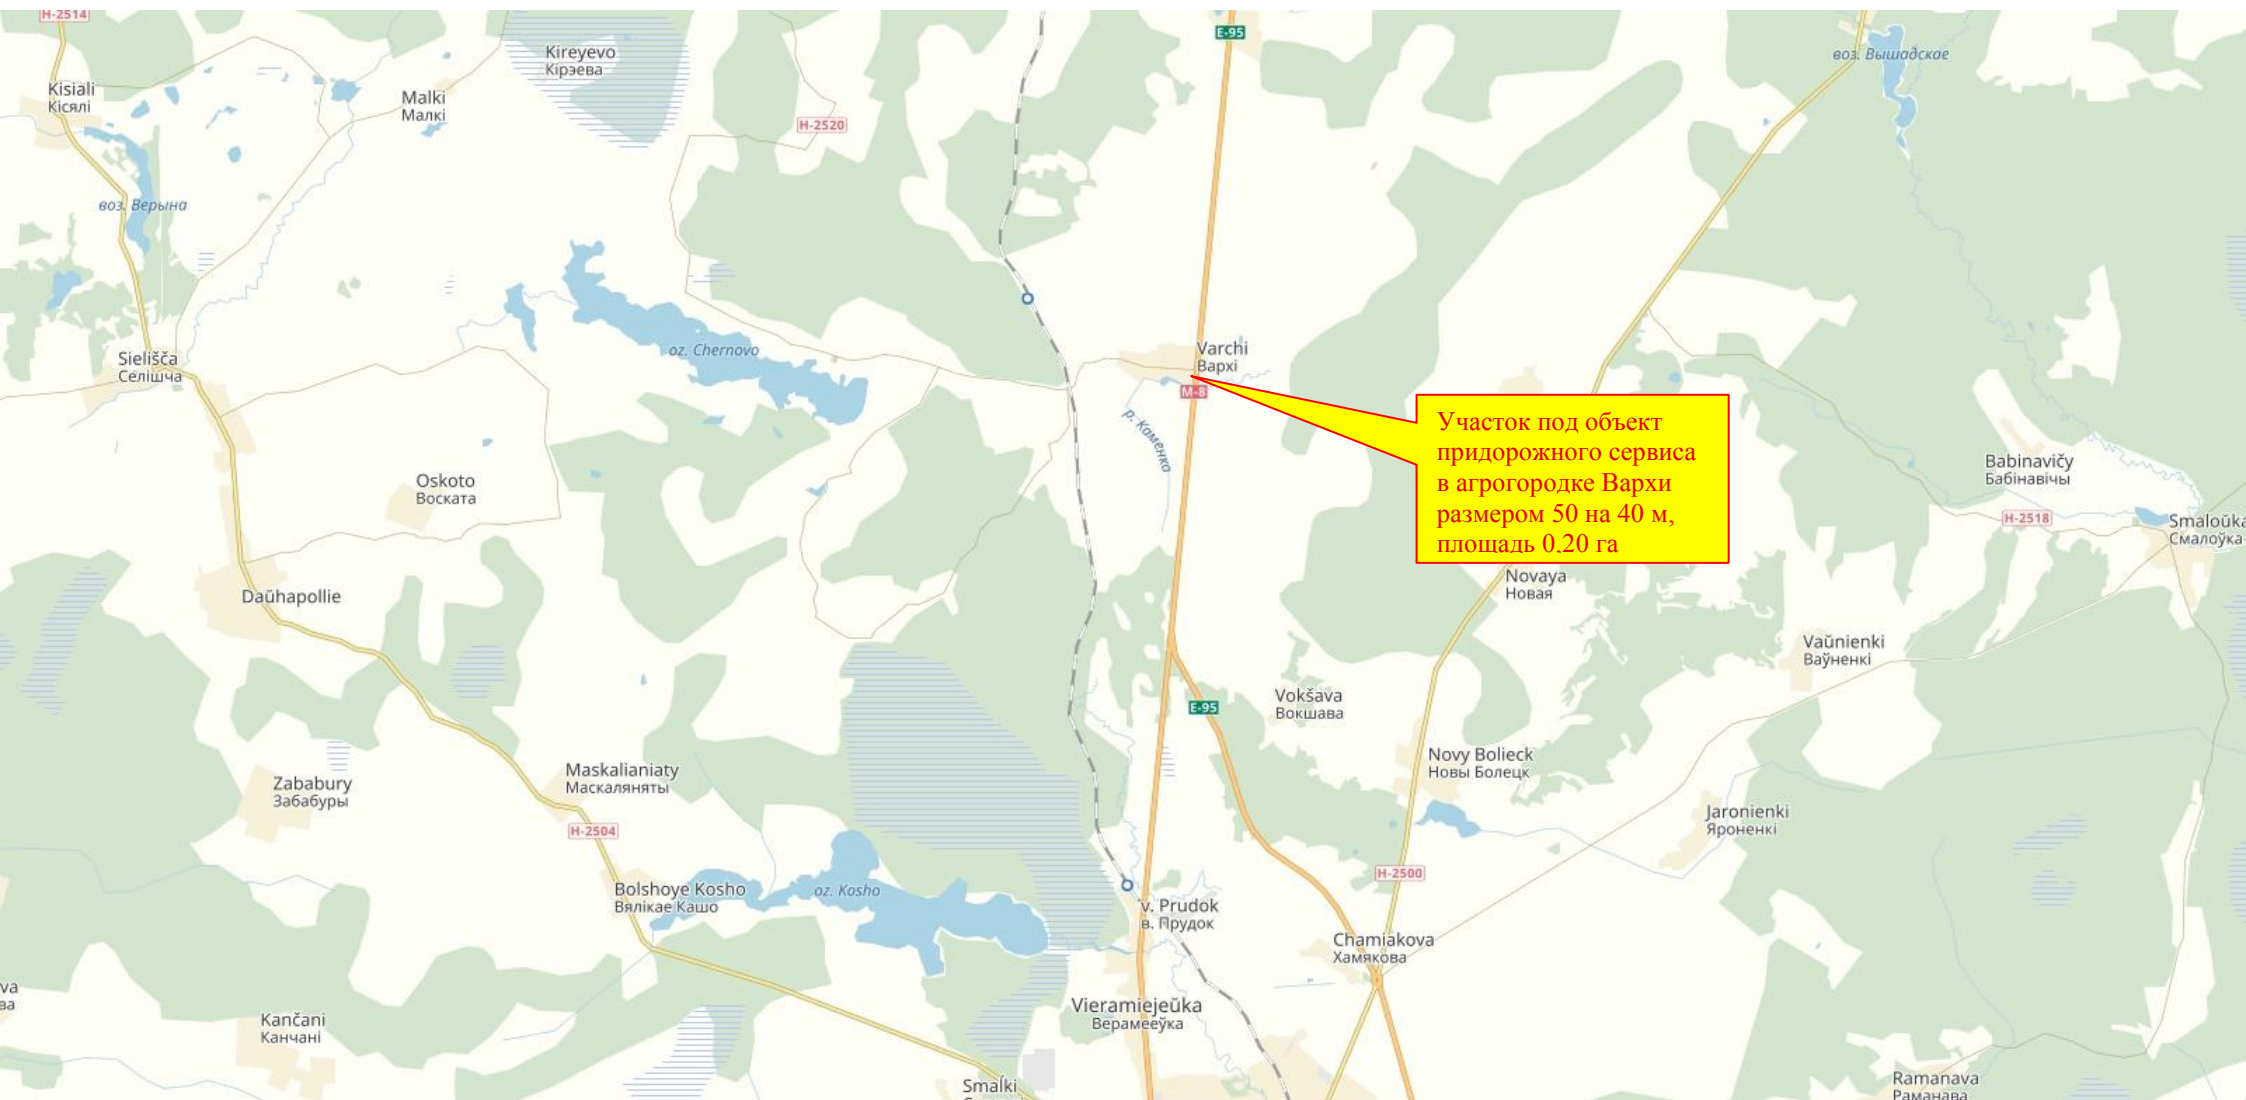 H-2514
E-95
Kireyevo
Кірэева
воз. Вышадскае
Kisiali
Кісялі
Malki
Малкі
H-2520
воз. Верына
oz. Chernovo
Varchi
Вархі
Sielišča
Селішча
M-8
р. Каменка
Участок под объект
придорожного сервиса
в агрогородке Вархи
размером 50 на 40 м,
площадь 0.20 га
Babinavičy
Бабінавічы
Oskoto
Воската
H-2518
Smaloŭka
Смалоўка
Novaya
Новая
Daŭhapollie
Vaŭnienki
Ваўненкі
Vokšava
Вокшава
E-95
Novy Bolieck
Новы Болецк
Maskalianiaty
Маскаляняты
Zababury
Забабуры
Jaronienki
Яроненкі
H-2504
H-2500
Bolshoye Kosho
Вялікае Кашо
oz. Kosho
v. Prudok
в. Прудок
Chamiakova
Хамякова
va
ва
Vieramiejeŭka
Верамееўка
Kančani
Канчані
Smaĺki
Ramanava
Раманава